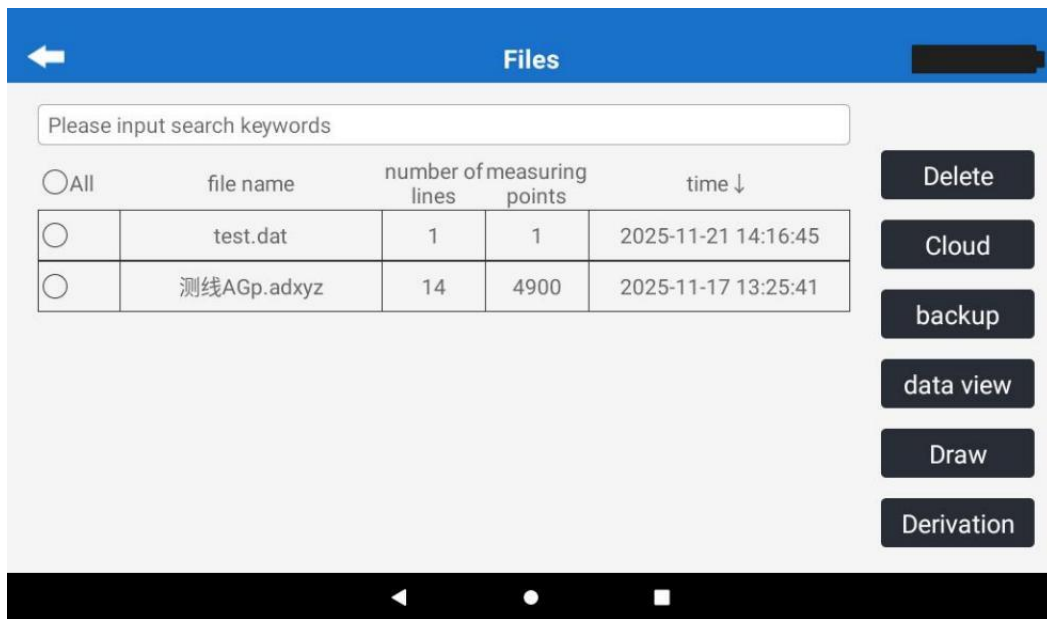 Files
Please input search keywords
All file name number of lines measuring points time↓
test.dat 1 1 2025-11-21 14:16:45
测线AGp.adxyz 14 4900 2025-11-17 13:25:41
Delete
Cloud
backup
data view
Draw
Derivation